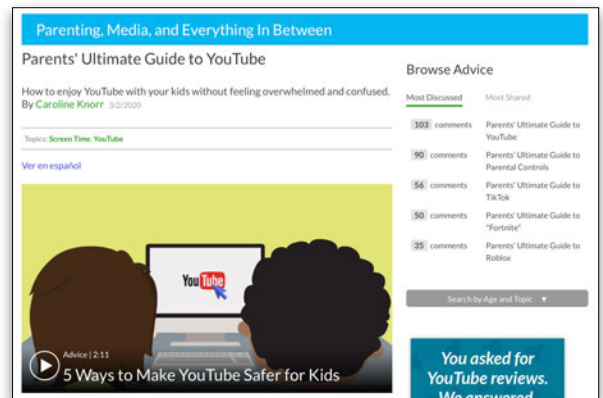 Parenting, Media, and Everything In Between
Parents' Ultimate Guide to YouTube
How to enjoy YouTube with your kids without feeling overwhelmed and confused.
By Caroline Knorr 3/2/2020
Topics: Screen Time, YouTube
Ver en español
You Tube
Advice | 2:11
5 Ways to Make YouTube Safer for Kids
Browse Advice
Most Discussed Most Shared
103 comments Parents' Ultimate Guide to
YouTube
90 comments Parents' Ultimate Guide to
Parental Controls
56 comments Parents' Ultimate Guide to
TikTok
50 comments Parents' Ultimate Guide to
"Fortnite"
35 comments Parents' Ultimate Guide to
Roblox
Search by Age and Topic
You asked for
YouTube reviews.
We answered